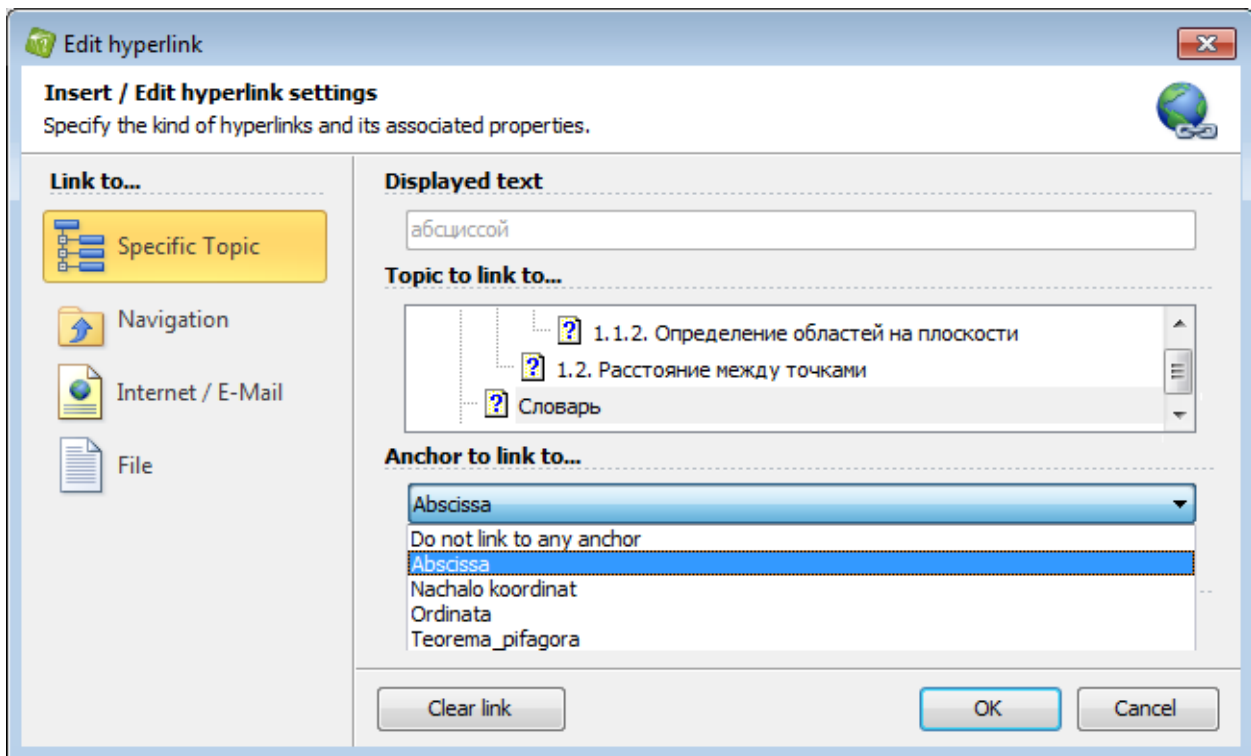 Edit hyperlink
Insert / Edit hyperlink settings
Specify the kind of hyperlinks and its associated properties.
Link to...
Specific Topic
Navigation
Internet / E-Mail
File
Displayed text
абсциссой
Topic to link to...
1.1.2. Определение областей на плоскости
1.2. Расстояние между точками
Словарь
Anchor to link to...
Abscissa
Do not link to any anchor
Abscissa
Nachalo koordinat
Ordinata
Teorema_pifagora
Clear link
OK
Cancel